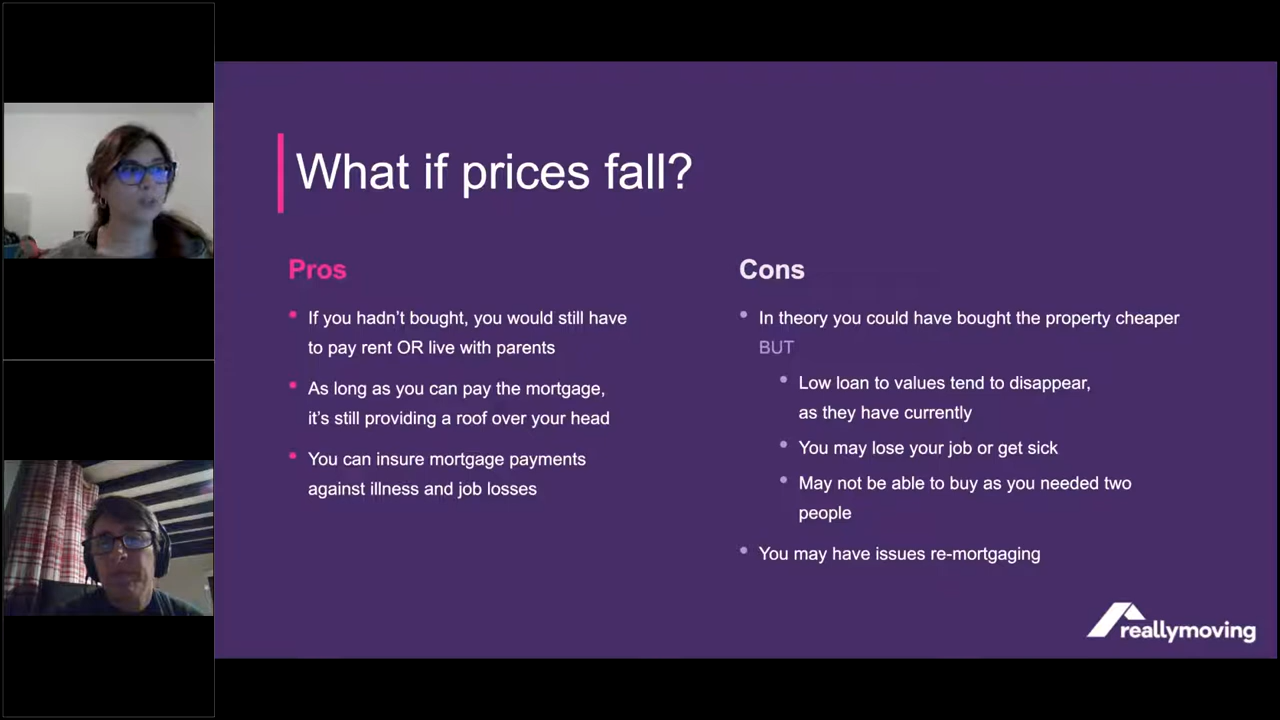 What if prices fall?
Pros
If you hadn't bought, you would still have
to pay rent OR live with parents
As long as you can pay the mortgage,
it's still providing a roof over your head
You can insure mortgage payments
against illness and job losses
Cons
In theory you could have bought the property cheaper
BUT
Low loan to values tend to disappear,
as they have currently
You may lose your job or get sick
May not be able to buy as you needed two
people
You may have issues re-mortgaging
reallymoving